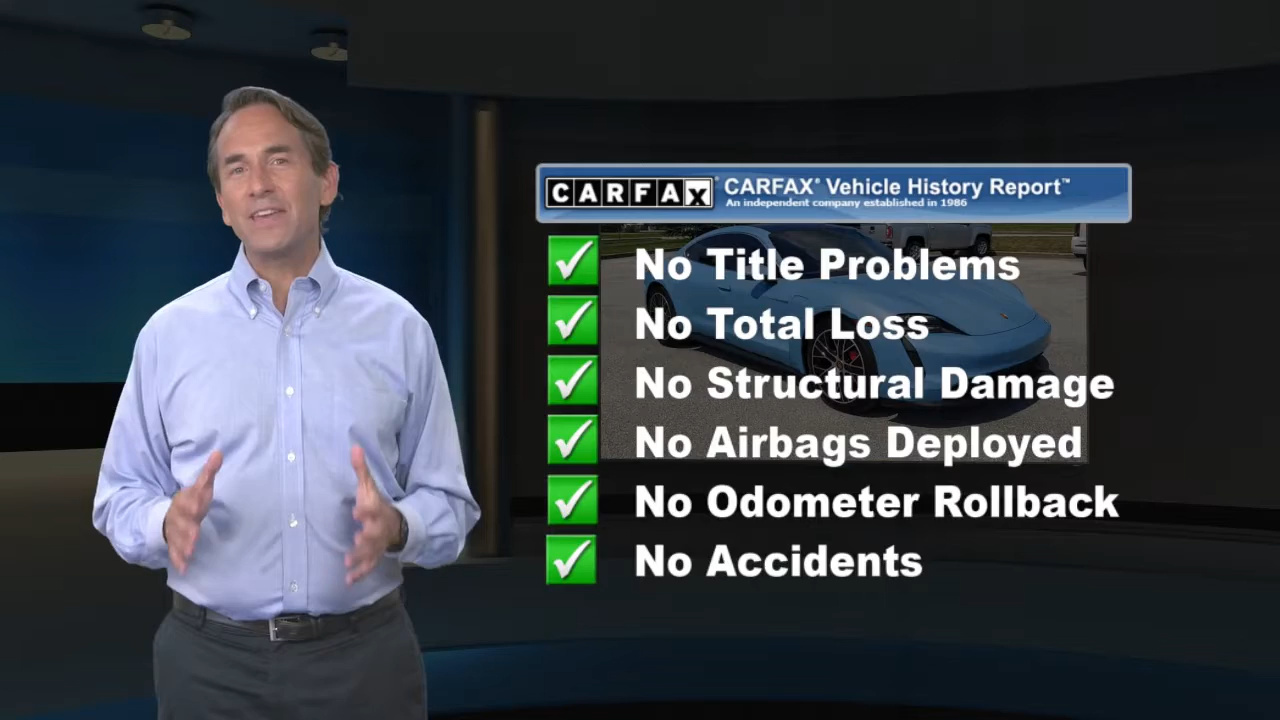 CARFAX® CARFAX® Vehicle History Report™
An independent company established in 1986
No Title Problems
No Total Loss
No Structural Damage
No Airbags Deployed
No Odometer Rollback
No Accidents